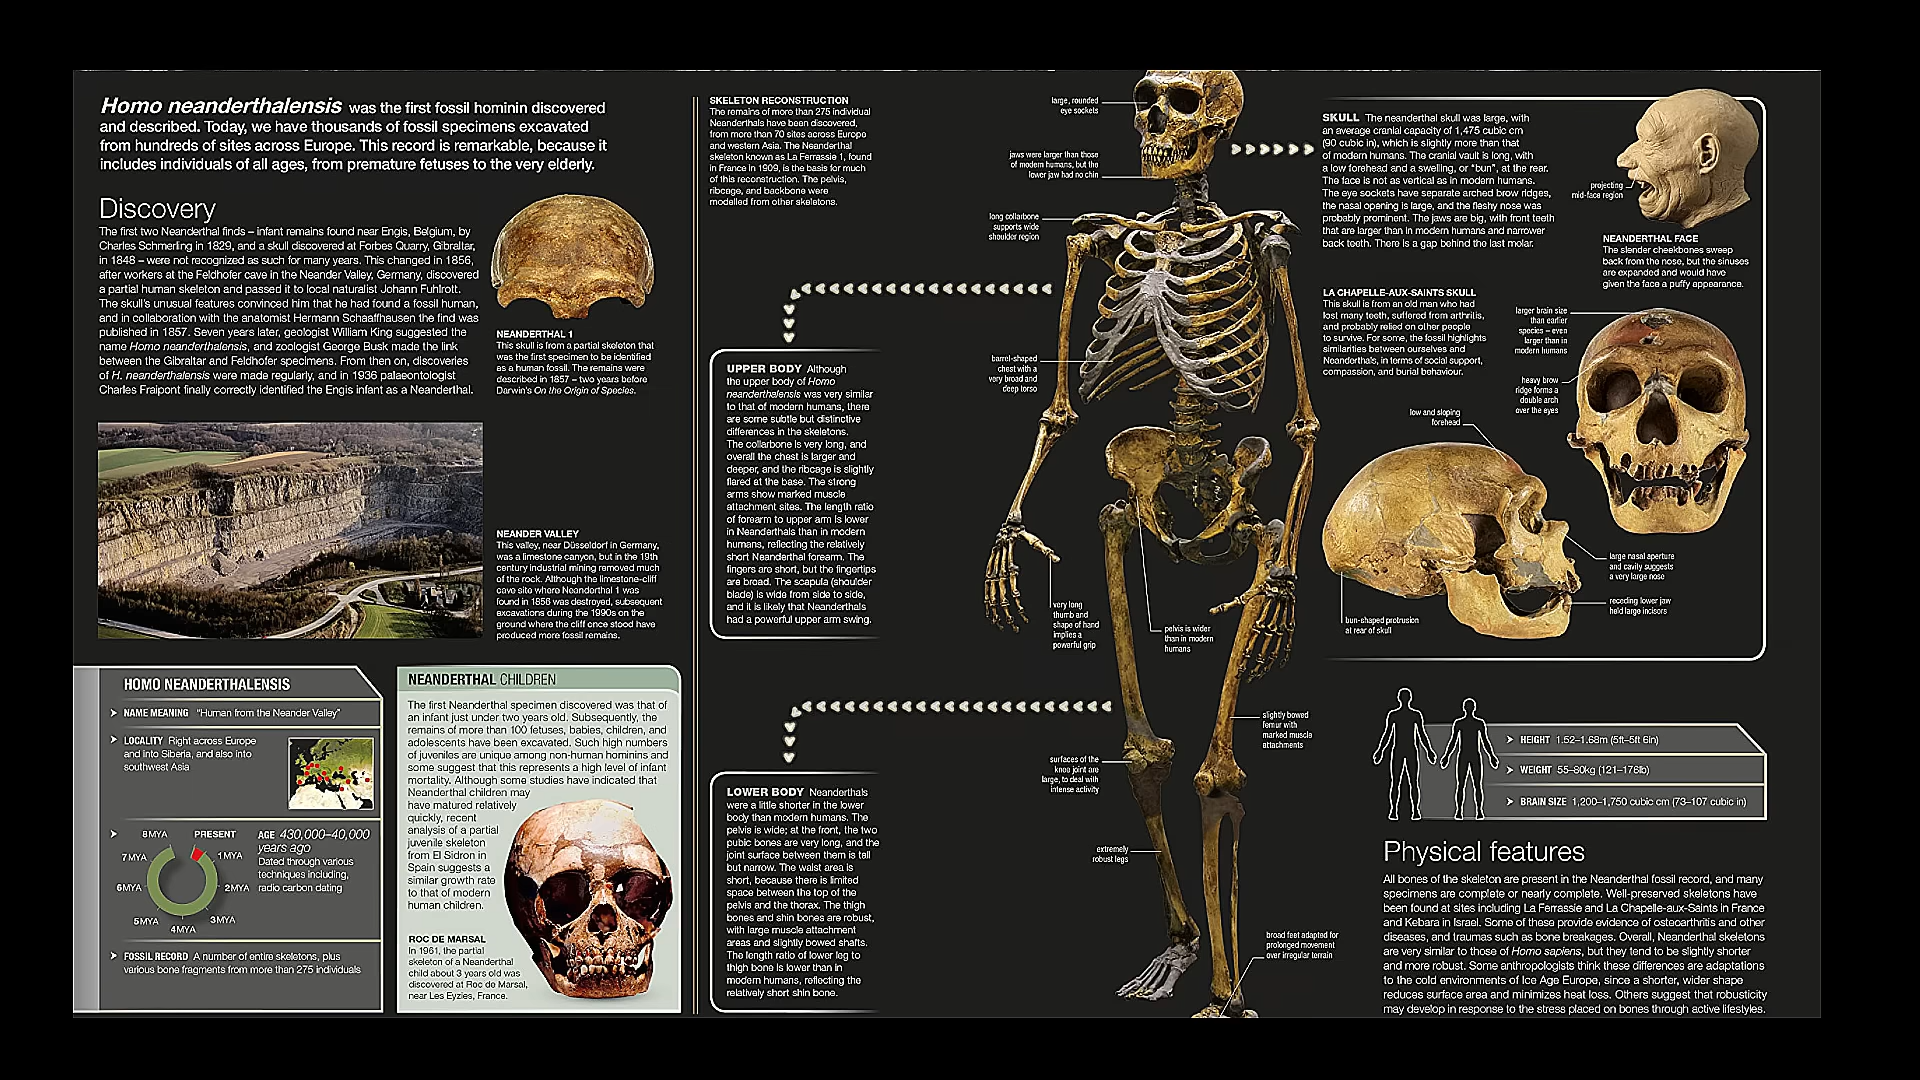 Homo neanderthalensis was the first fossil hominin discovered
and described. Today, we have thousands of fossil specimens excavated
from hundreds of sites across Europe. This record is remarkable, because it
includes individuals of all ages, from premature fetuses to the very elderly.
Discovery
The first two Neanderthal finds – infant remains found near Engis, Belgium, by
Charles Schmerling in 1829, and a skull discovered at Forbes Quarry, Gibraltar,
in 1848 – were not recognized as such for many years. This changed in 1856,
after workers at the Feldhofer cave in the Neander Valley, Germany, discovered
a partial human skeleton and passed it to local naturalist Johann Fuhlrott.
The skull's unusual features convinced him that he had found a fossil human,
and in collaboration with the anatomist Hermann Schaaffhausen the find was
published in 1857. Seven years later, geologist William King suggested the
name Homo neanderthalensis, and zoologist George Busk made the link
between the Gibraltar and Feldhofer specimens. From then on, discoveries
of H. neanderthalensis were made regularly, and in 1936 palaeontologist
Charles Fraipont finally correctly identified the Engis infant as a Neanderthal.
NEANDERTHAL 1
This skull is from a partial skeleton that
was the first specimen to be identified
as a human fossil. The remains were
described in 1857 – two years before
Darwin's On the Origin of Species.
NEANDER VALLEY
This valley, near Düsseldorf in Germany,
was a limestone canyon, but in the 19th
century industrial mining removed much
of the rock. Although the limestone-cliff
cave site where Neanderthal 1 was
found in 1856 was destroyed, subsequent
excavations during the 1990s on the
ground where the cliff once stood have
produced more fossil remains.
HOMO NEANDERTHALENSIS
NAME MEANING "Human from the Neander Valley"
LOCALITY Right across Europe
and into Siberia, and also into
southwest Asia
8MYA
PRESENT
7MYA
1MYA
6MYA
2MYA
5MYA
3MYA
4MYA
AGE 430,000–40,000
years ago
Dated through various
techniques including,
radio carbon dating
FOSSIL RECORD A number of entire skeletons, plus
various bone fragments from more than 275 individuals
NEANDERTHAL CHILDREN
The first Neanderthal specimen discovered was that of
an infant just under two years old. Subsequently, the
remains of more than 100 fetuses, babies, children, and
adolescents have been excavated. Such high numbers
of juveniles are unique among non-human hominins and
some suggest that this represents a high level of infant
mortality. Although some studies have indicated that
Neanderthal children may
have matured relatively
quickly, recent
analysis of a partial
juvenile skeleton
from El Sidron in
Spain suggests a
similar growth rate
to that of modern
human children.
ROC DE MARSAL
In 1961, the partial
skeleton of a Neanderthal
child about 3 years old was
discovered at Roc de Marsal,
near Les Eyzies, France.
SKELETON RECONSTRUCTION
The remains of more than 275 individual
Neanderthals have been discovered,
from more than 70 sites across Europe
and western Asia. The Neanderthal
skeleton known as La Ferrassie 1, found
in France in 1909, is the basis for much
of this reconstruction. The pelvis,
ribcage, and backbone were
modelled from other skeletons.
UPPER BODY Although
the upper body of Homo
neanderthalensis was very similar
to that of modern humans, there
are some subtle but distinctive
differences in the skeletons.
The collarbone is very long, and
overall the chest is larger and
deeper, and the ribcage is slightly
flared at the base. The strong
arms show marked muscle
attachment sites. The length ratio
of forearm to upper arm is lower
in Neanderthals than in modern
humans, reflecting the relatively
short Neanderthal forearm. The
fingers are short, but the fingertips
are broad. The scapula (shoulder
blade) is wide from side to side,
and it is likely that Neanderthals
had a powerful upper arm swing.
LOWER BODY Neanderthals
were a little shorter in the lower
body than modern humans. The
pelvis is wide; at the front, the two
pubic bones are very long, and the
joint surface between them is tall
but narrow. The waist area is
short, because there is limited
space between the top of the
pelvis and the thorax. The thigh
bones and shin bones are robust,
with large muscle attachment
areas and slightly bowed shafts.
The length ratio of lower leg to
thigh bone is lower than in
modern humans, reflecting the
relatively short shin bone.
large, rounded
eye sockets
jaws were larger than those
of modern humans, but the
lower jaw had no chin
long collarbone
supports wide
shoulder region
barrel-shaped
chest with a
very broad and
deep torso
very long
thumb and
shape of hand
implies a
powerful grip
pelvis is wider
than in modern
humans
slightly bowed
femur with
marked muscle
attachments
surfaces of the
knee joint are
large, to deal with
intense activity
extremely
robust legs
broad feet adapted for
prolonged movement
over irregular terrain
SKULL The neanderthal skull was large, with
an average cranial capacity of 1,475 cubic cm
(90 cubic in), which is slightly more than that
of modern humans. The cranial vault is long, with
a low forehead and a swelling, or "bun", at the rear.
The face is not as vertical as in modern humans.
The eye sockets have separate arched brow ridges,
the nasal opening is large, and the fleshy nose was
probably prominent. The jaws are big, with front teeth
that are larger than in modern humans and narrower
back teeth. There is a gap behind the last molar.
projecting
mid-face region
NEANDERTHAL FACE
The slender cheekbones sweep
back from the nose, but the sinuses
are expanded and would have
given the face a puffy appearance.
LA CHAPELLE-AUX-SAINTS SKULL
This skull is from an old man who had
lost many teeth, suffered from arthritis,
and probably relied on other people
to survive. For some, the fossil highlights
similarities between ourselves and
Neanderthals, in terms of social support,
compassion, and burial behaviour.
larger brain size
than earlier
species – even
larger than in
modern humans
heavy brow
ridge forms a
double arch
over the eyes
low and sloping
forehead
large nasal aperture
and cavity suggests
a very large nose
receding lower jaw
held large incisors
bun-shaped protrusion
at rear of skull
HEIGHT 1.52–1.68m (5ft–5ft 6in)
WEIGHT 55–80kg (121–176lb)
BRAIN SIZE 1,200–1,750 cubic cm (73–107 cubic in)
Physical features
All bones of the skeleton are present in the Neanderthal fossil record, and many
specimens are complete or nearly complete. Well-preserved skeletons have
been found at sites including La Ferrassie and La Chapelle-aux-Saints in France
and Kebara in Israel. Some of these provide evidence of osteoarthritis and other
diseases, and traumas such as bone breakages. Overall, Neanderthal skeletons
are very similar to those of Homo sapiens, but they tend to be slightly shorter
and more robust. Some anthropologists think these differences are adaptations
to the cold environments of Ice Age Europe, since a shorter, wider shape
reduces surface area and minimizes heat loss. Others suggest that robusticity
may develop in response to the stress placed on bones through active lifestyles.